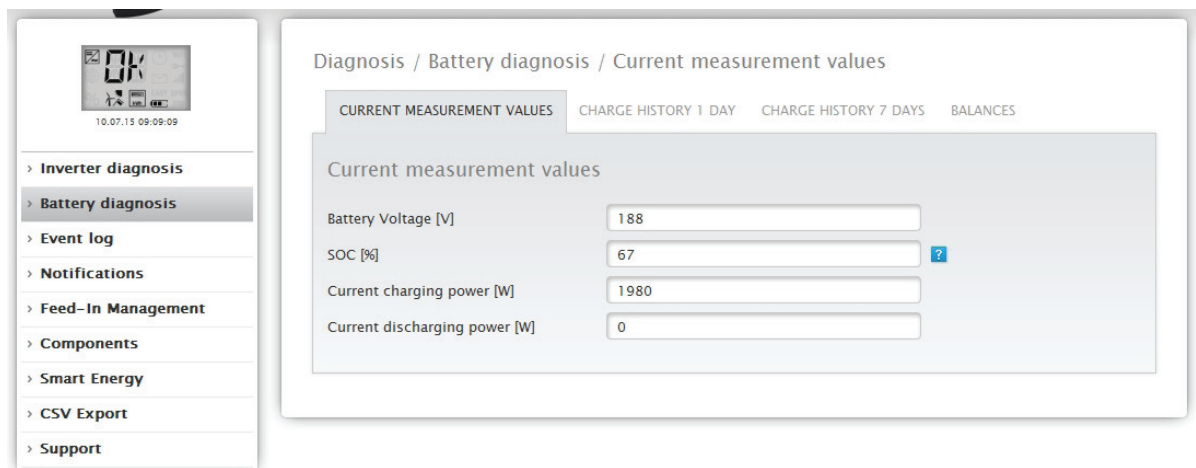 OK
10.07.15 09:09:09
› Inverter diagnosis
› Battery diagnosis
› Event log
› Notifications
› Feed-In Management
› Components
› Smart Energy
› CSV Export
› Support
Diagnosis / Battery diagnosis / Current measurement values
CURRENT MEASUREMENT VALUES CHARGE HISTORY 1 DAY CHARGE HISTORY 7 DAYS BALANCES
Current measurement values
Battery Voltage [V] 188
SOC [%] 67 ?
Current charging power [W] 1980
Current discharging power [W] 0